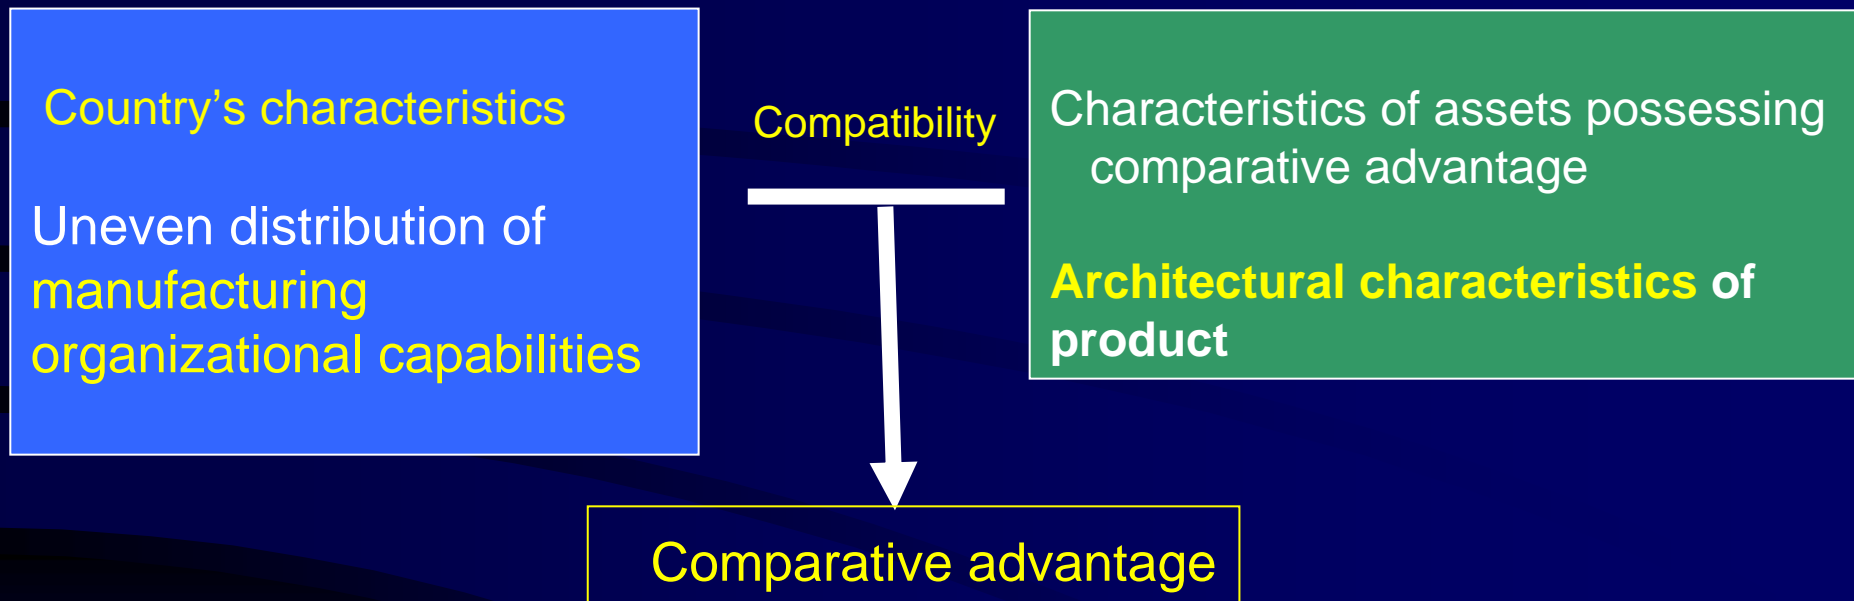 Country’s characteristics
Uneven distribution of
manufacturing
organizational capabilities
Compatibility
Characteristics of assets possessing
comparative advantage
Architectural characteristics of
product
Comparative advantage